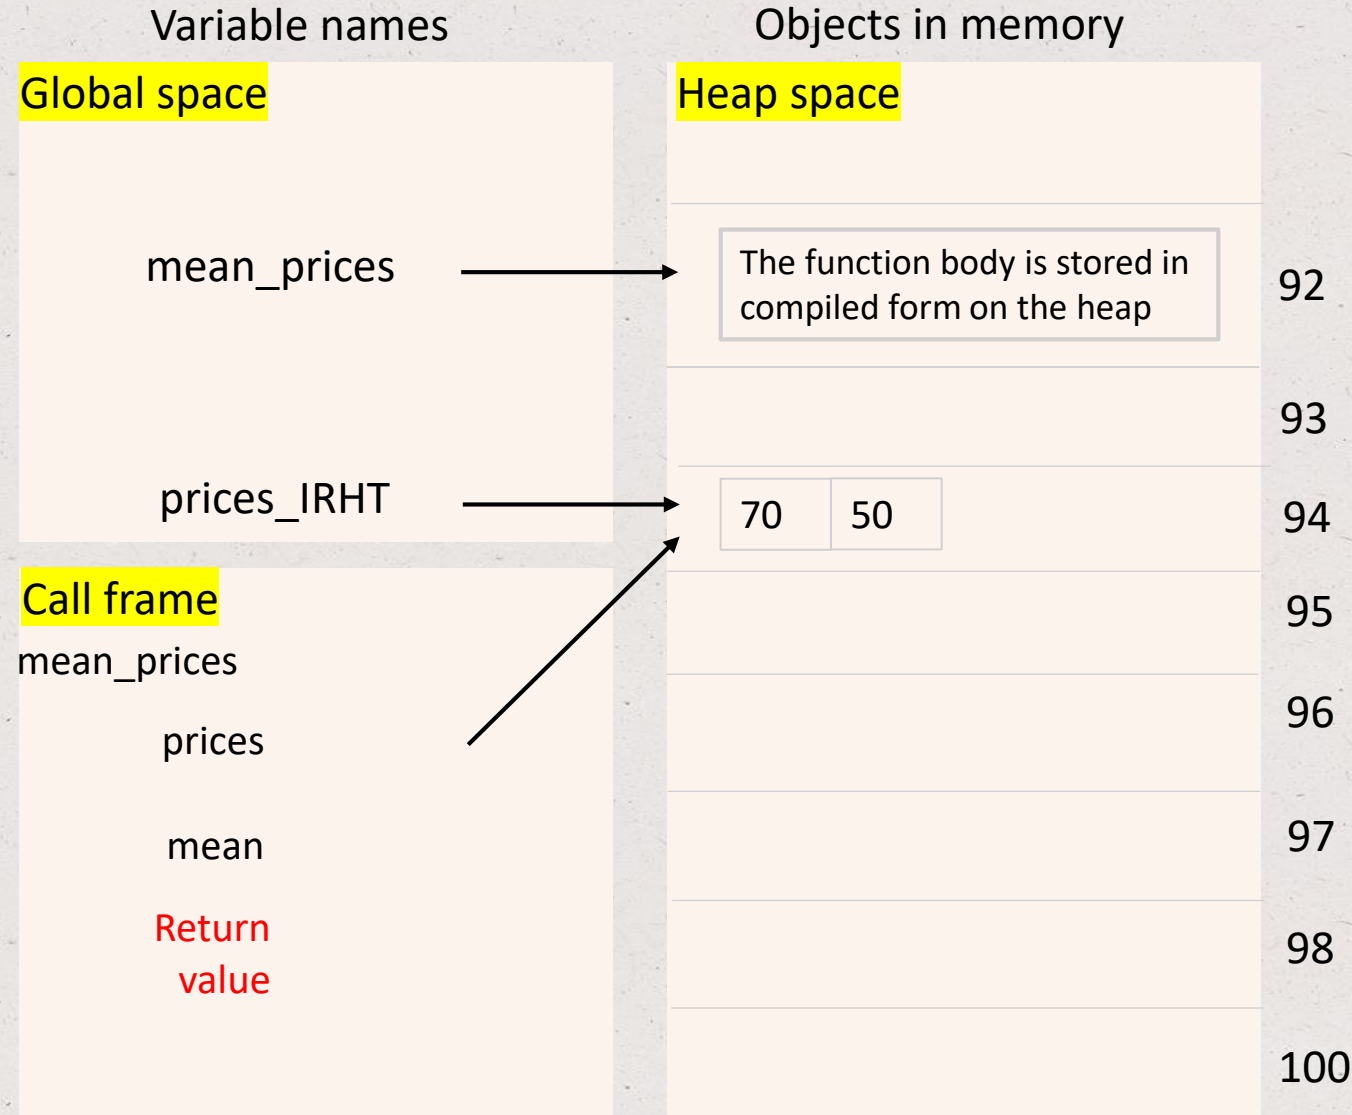 Variable names
Objects in memory
Global space
Heap space
mean_prices
The function body is stored in
compiled form on the heap
92
93
prices_IRHT
70
50
94
Call frame
95
mean_prices
96
prices
97
mean
Return
value
98
100